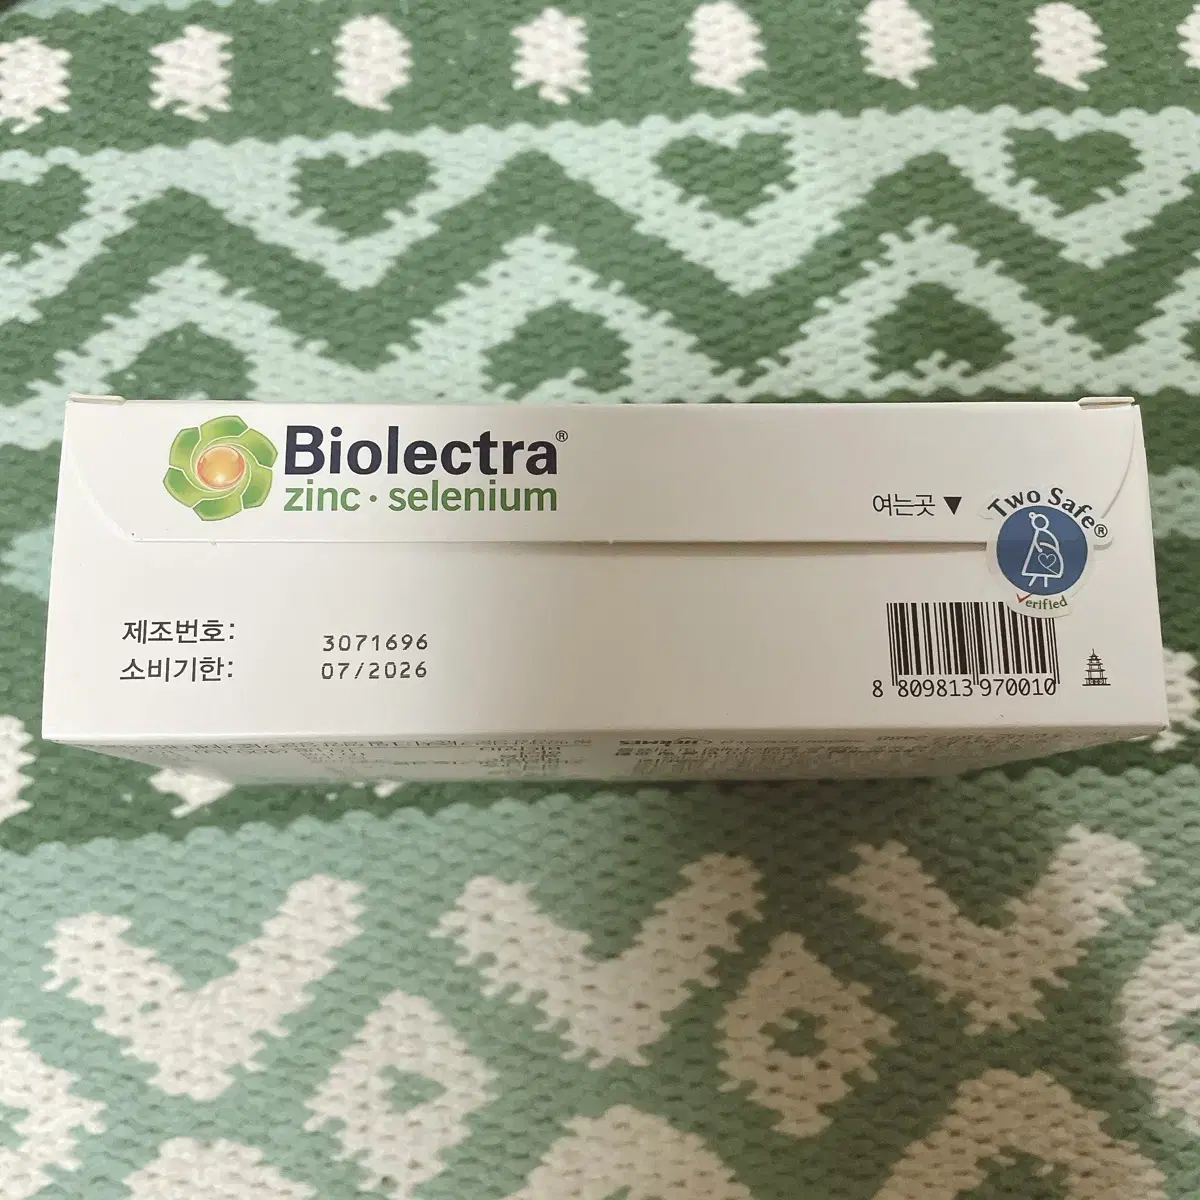 Biolectra®
zinc · selenium
여는곳 ▼
Two Safe®
Verified
제조번호: 3071696
소비기한: 07/2026
8 809813 970010